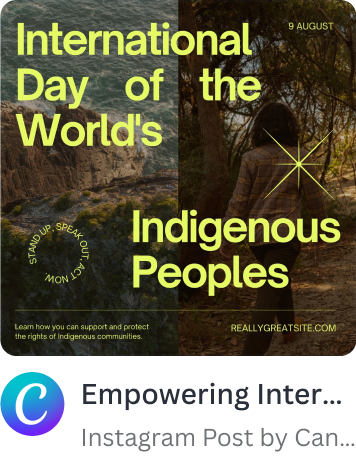 International
9 AUGUST
Day of the
World's
Indigenous
Peoples
STAND UP, SPEAK OUT, ACT NOW,
Learn how you can support and protect
the rights of Indigenous communities.
REALLYGREATSITE.COM
C
Empowering Inter...
Instagram Post by Can...